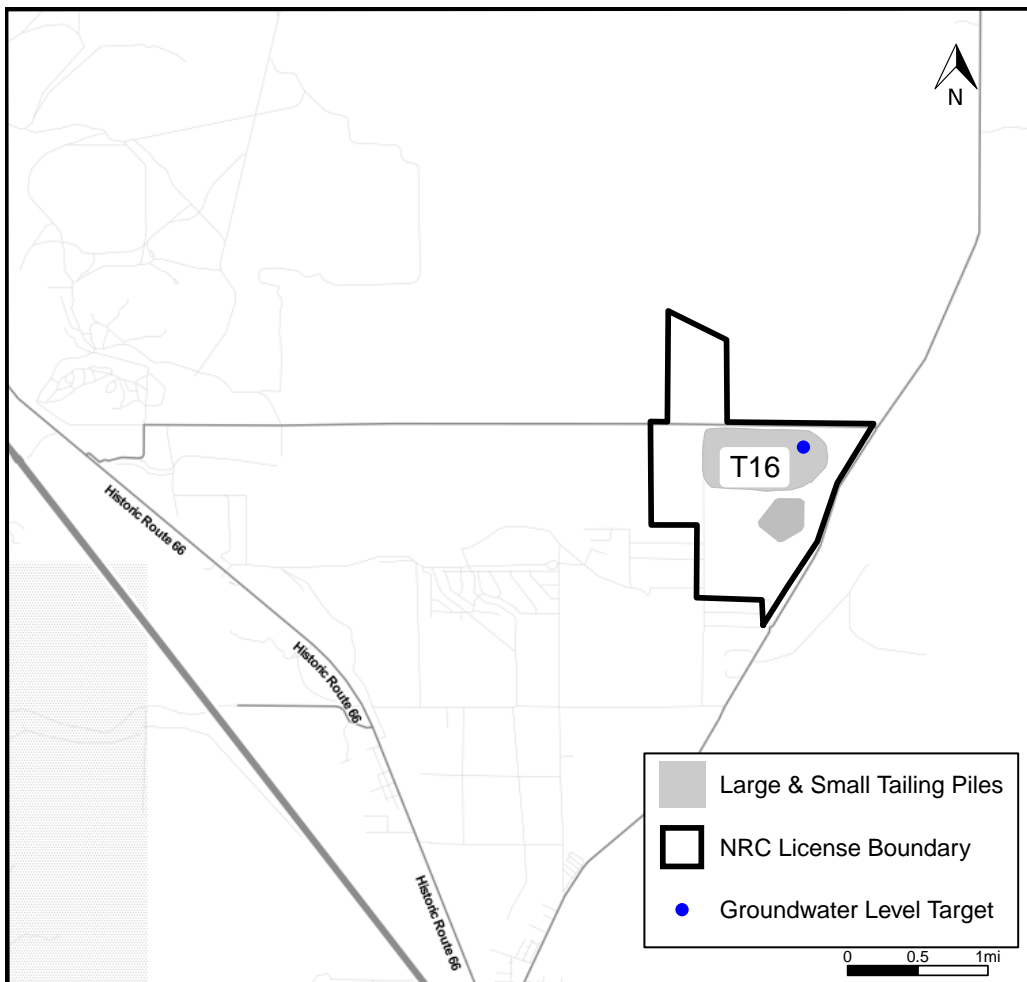 N
T16
Historic Route 66
Historic Route 66
Historic Route 66
Large & Small Tailing Piles
NRC License Boundary
Groundwater Level Target
0 0.5 1mi